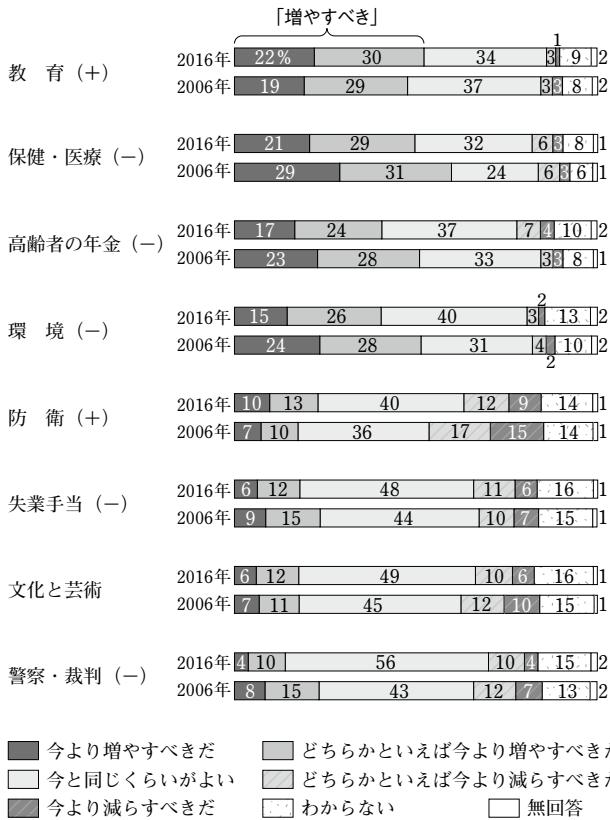 「増やすべき」
教　育（＋） 2016年 22% 30 34 3 1 9 2
2006年 19 29 37 3 3 8 2
保健・医療（－） 2016年 21 29 32 6 3 8 1
2006年 29 31 24 6 3 6 1
高齢者の年金（－） 2016年 17 24 37 7 4 10 2
2006年 23 28 33 3 3 8 1
環　境（－） 2016年 15 26 40 3 2 13 2
2006年 24 28 31 4 2 10 2
防　衛（＋） 2016年 10 13 40 12 9 14 1
2006年 7 10 36 17 15 14 1
失業手当（－） 2016年 6 12 48 11 6 16 1
2006年 9 15 44 10 7 15 1
文化と芸術 2016年 6 12 49 10 6 16 1
2006年 7 11 45 12 10 15 1
警察・裁判（－） 2016年 4 10 56 10 4 15 2
2006年 8 15 43 12 7 13 2
今より増やすべきだ どちらかといえば今より増やすべきだ
今と同じくらいがよい どちらかといえば今より減らすべきだ
今より減らすべきだ わからない 無回答